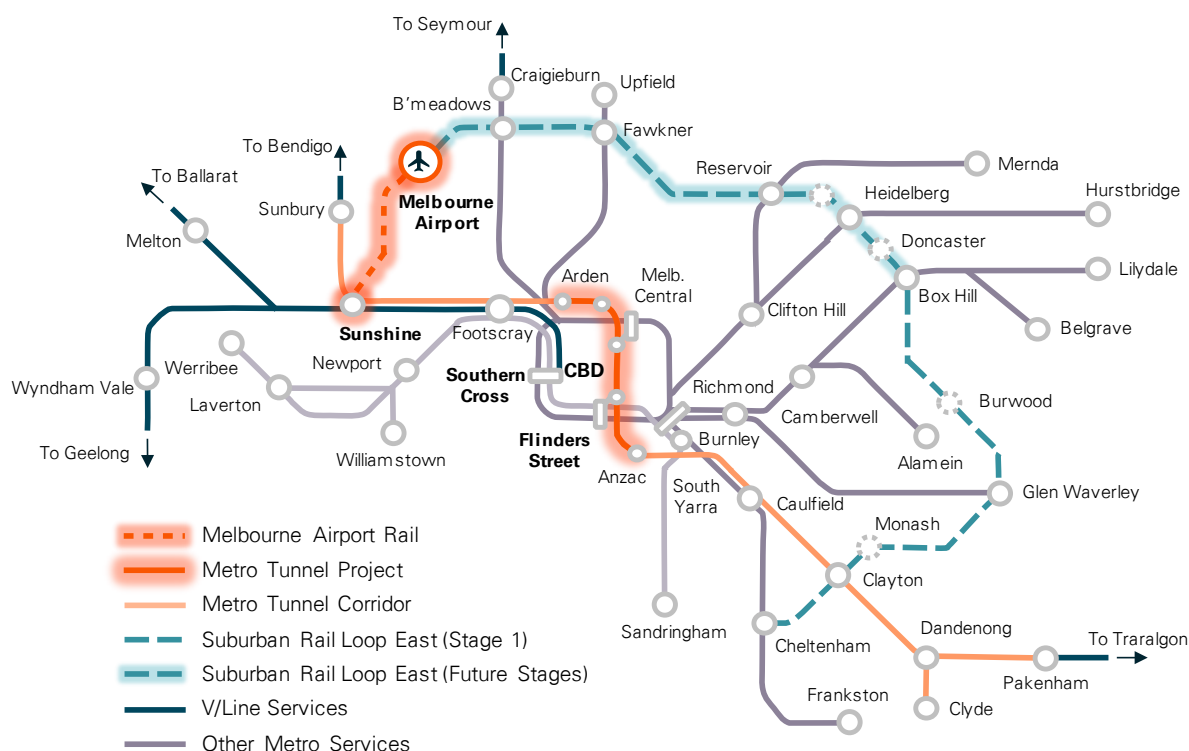 To Seymour
Craigieburn
Upfield
B'meadows
Fawkner
To Bendigo
Reservoir
Mernda
To Ballarat
Heidelberg
Hurstbridge
Sunbury
Melbourne
Airport
Melton
Doncaster
Arden
Melb.
Central
Lilydale
Box Hill
Clifton Hill
Sunshine
Footscray
Belgrave
Newport
Werribee
CBD
Southern
Cross
Wyndham Vale
Richmond
Laverton
Camberwell
Burwood
Flinders
Street
Burnley
To Geelong
Williamstown
Alamein
Anzac
South
Yarra
Caulfield
Glen Waverley
Monash
Clayton
Sandringham
Cheltenham
Dandenong
To Traralgon
Pakenham
Frankston
Clyde
Melbourne Airport Rail
Metro Tunnel Project
Metro Tunnel Corridor
Suburban Rail Loop East (Stage 1)
Suburban Rail Loop East (Future Stages)
V/Line Services
Other Metro Services